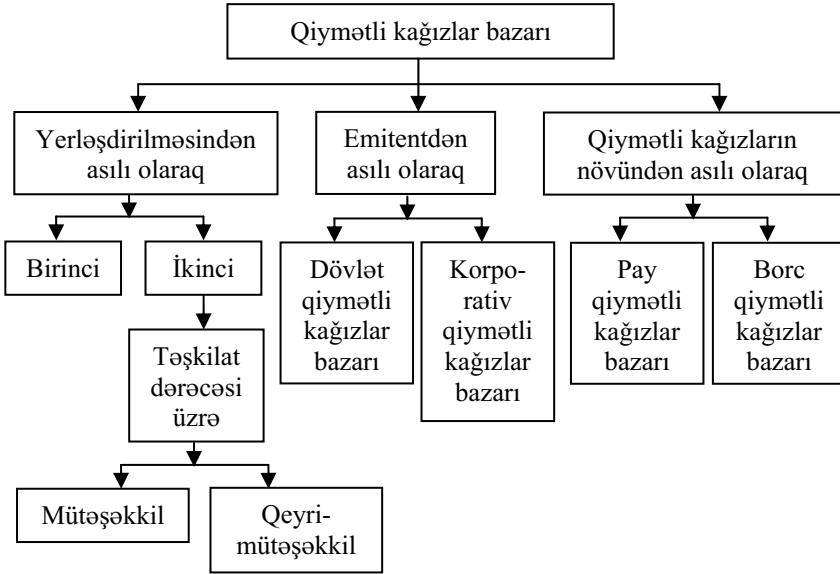 Qiymətli kağızlar bazarı
Yerləşdirilməsindən
asılı olaraq
Emitentdən
asılı olaraq
Qiymətli kağızların
növündən asılı olaraq
Birinci
İkinci
Dövlət
qiymətli
kağızlar
bazarı
Korpo-
rativ
qiymətli
kağızlar
bazarı
Pay
qiymətli
kağızlar
bazarı
Borc
qiymətli
kağızlar
bazarı
Təşkilat
dərəcəsi
üzrə
Mütəşəkkil
Qeyri-
mütəşəkkil